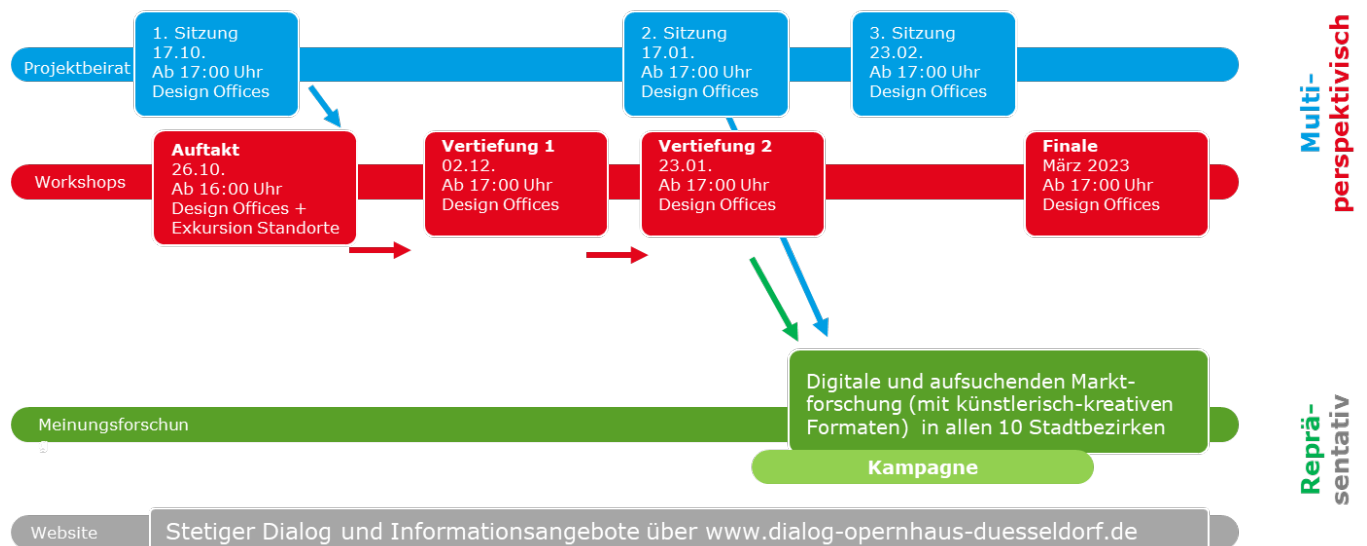 Projektbeirat
1. Sitzung
17.10.
Ab 17:00 Uhr
Design Offices
2. Sitzung
17.01.
Ab 17:00 Uhr
Design Offices
3. Sitzung
23.02.
Ab 17:00 Uhr
Design Offices
Workshops
Auftakt
26.10.
Ab 16:00 Uhr
Design Offices +
Exkursion Standorte
Vertiefung 1
02.12.
Ab 17:00 Uhr
Design Offices
Vertiefung 2
23.01.
Ab 17:00 Uhr
Design Offices
Finale
März 2023
Ab 17:00 Uhr
Design Offices
Multi-
perspektivisch
Meinungsforschun
Digitale und aufsuchenden Markt-
forschung (mit künstlerisch-kreativen
Formaten) in allen 10 Stadtbezirken
Kampagne
Reprä-
sentativ
Website
Stetiger Dialog und Informationsangebote über www.dialog-opernhaus-duesseldorf.de